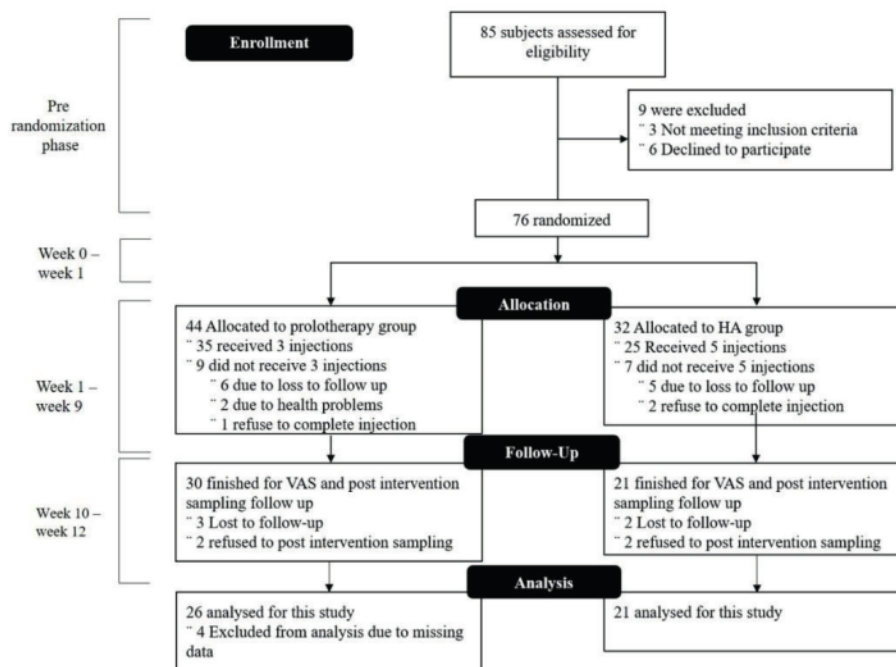 Enrollment
85 subjects assessed for
eligibility
Pre
randomization
phase
9 were excluded
¨ 3 Not meeting inclusion criteria
¨ 6 Declined to participate
76 randomized
Week 0 –
week 1
Allocation
44 Allocated to prolotherapy group
¨ 35 received 3 injections
¨ 9 did not receive 3 injections
¨ 6 due to loss to follow up
¨ 2 due to health problems
¨ 1 refuse to complete injection
32 Allocated to HA group
¨ 25 Received 5 injections
¨ 7 did not receive 5 injections
¨ 5 due to loss to follow up
¨ 2 refuse to complete injection
Week 1 –
week 9
Follow-Up
30 finished for VAS and post intervention
sampling follow up
¨ 3 Lost to follow-up
¨ 2 refused to post intervention sampling
21 finished for VAS and post intervention
sampling follow up
¨ 2 Lost to follow-up
¨ 2 refused to post intervention sampling
Week 10 –
week 12
Analysis
26 analysed for this study
¨ 4 Excluded from analysis due to missing
data
21 analysed for this study